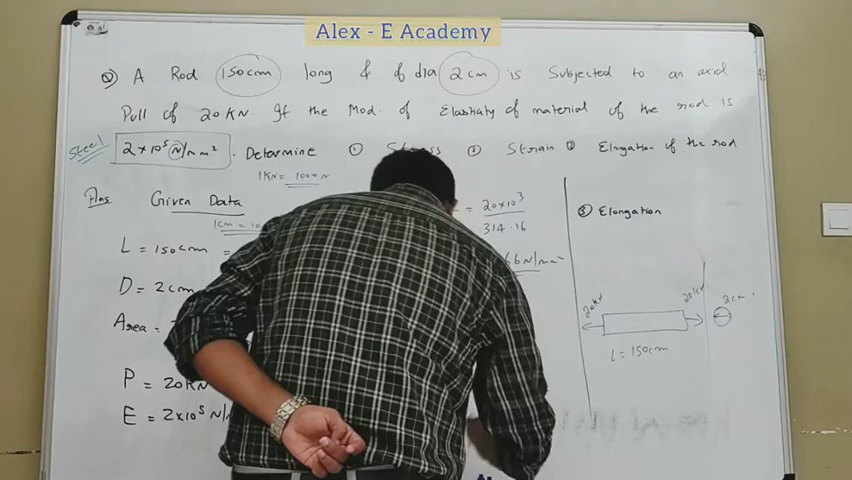 Alex - E Academy
Q A Rod 150cm long & of dia 2cm is Subjected to an axial
Pull of 20KN. If the Mod. of Elasticity of material of the rod is
Steel 2×10⁵ N/mm². Determine ① Stress ② Strain ③ Elongation of the rod
1KN = 1000N
Ans Given Data = 20×10³
1cm = 10 314.16 ③ Elongation
L = 150cm = 66 N/mm²
D = 2cm 20KN 20KN 2cm
Area =
L = 150cm
P = 20KN
E = 2×10⁵ N/